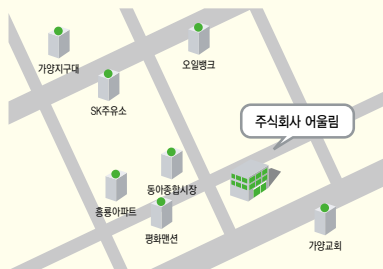 가양지구대
오일뱅크
SK주유소
주식회사 어울림
동아종합시장
흥룡아파트
평화맨션
가양교회